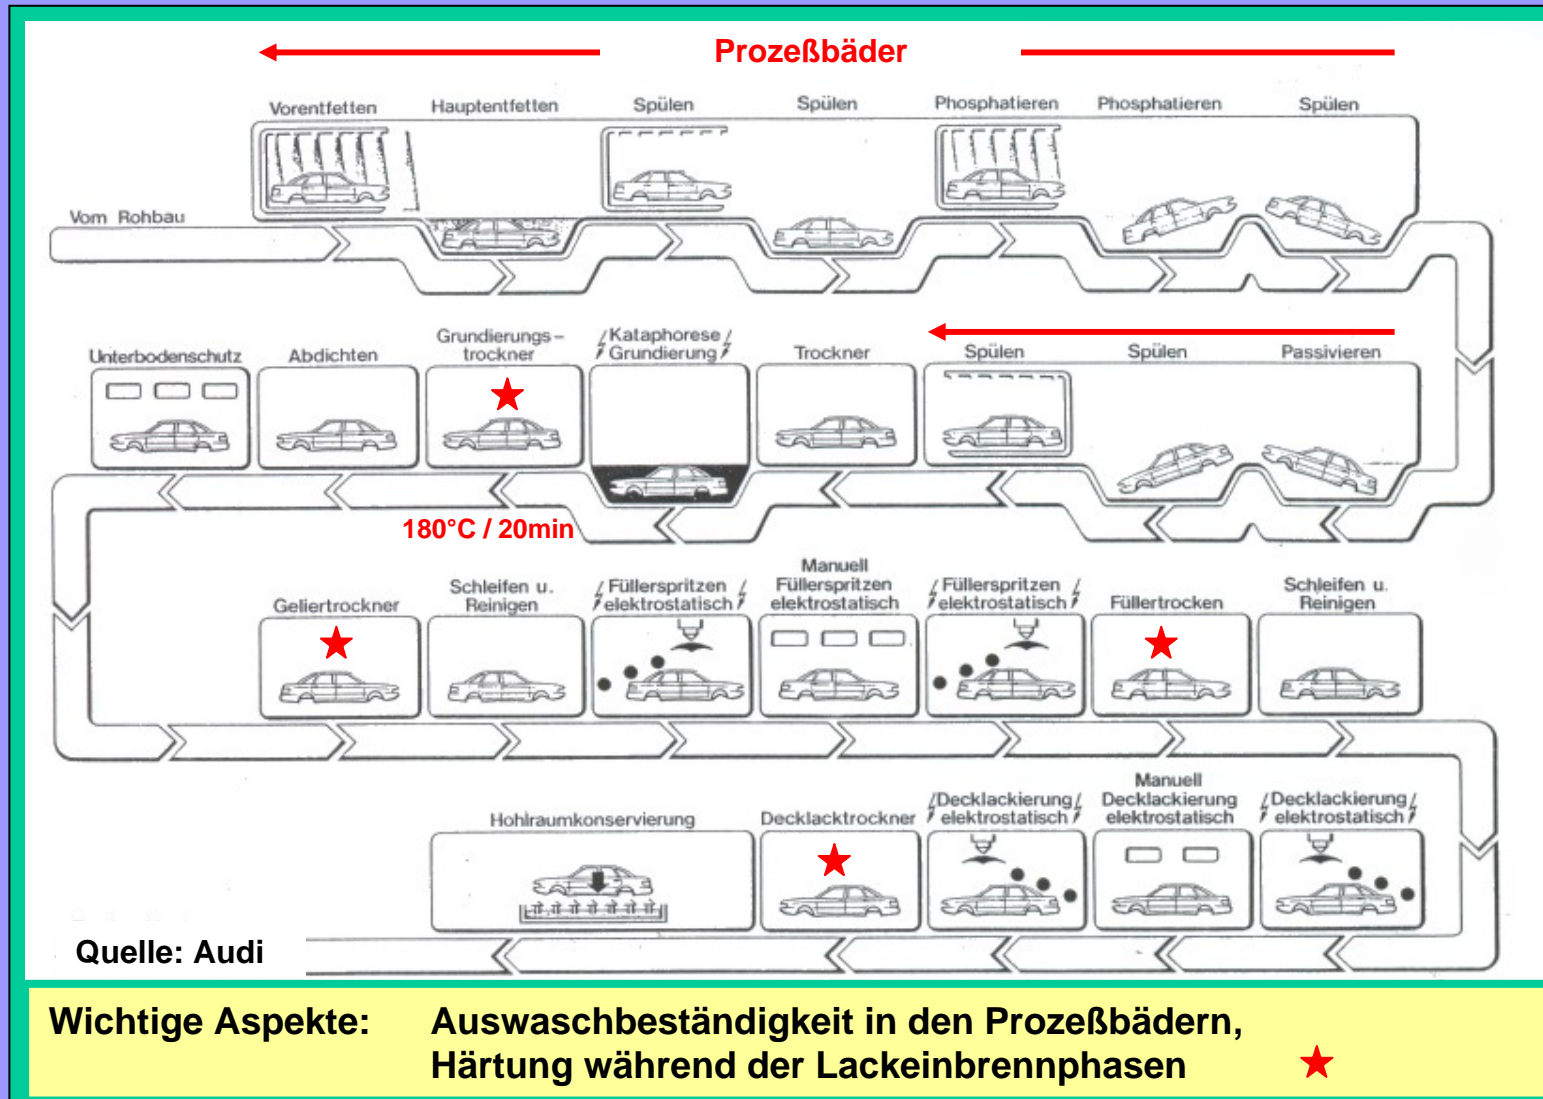 Prozeßbäder
Vorentfetten Hauptentfetten Spülen Spülen Phosphatieren Phosphatieren Spülen
Vom Rohbau
Unterbodenschutz
Abdichten
Grundierungs-
trockner
Kataphorese
Grundierung
Trockner
Spülen
Spülen
Passivieren
180°C / 20min
Geliertrockner
Schleifen u.
Reinigen
Füllerspritzen
elektrostatisch
Manuell
Füllerspritzen
elektrostatisch
Füllerspritzen
elektrostatisch
Füllertrocken
Schleifen u.
Reinigen
Hohlraumkonservierung
Decklacktrockner
Decklackierung
elektrostatisch
Manuell
Decklackierung
elektrostatisch
Decklackierung
elektrostatisch
Quelle: Audi
Wichtige Aspekte: Auswaschbeständigkeit in den Prozeßbädern,
Härtung während der Lackeinbrennphasen